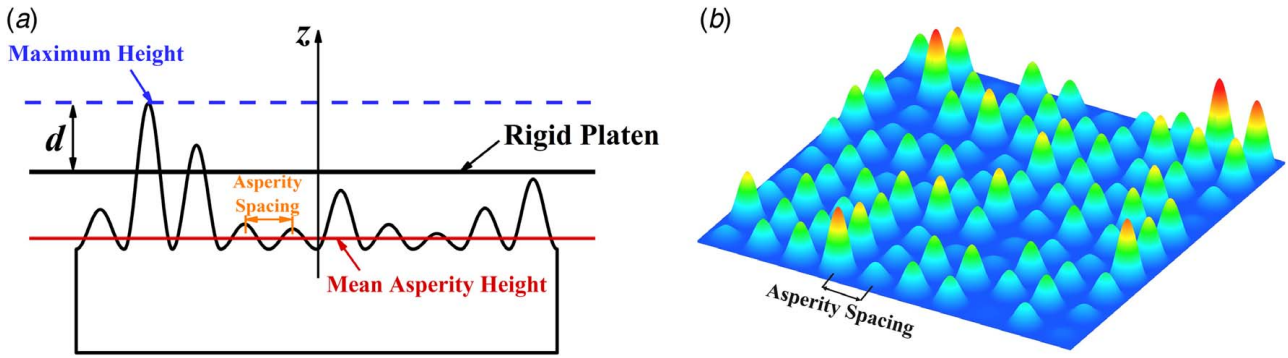 (a)
z
Maximum Height
d
Rigid Platen
Asperity
Spacing
Mean Asperity Height
(b)
Asperity Spacing